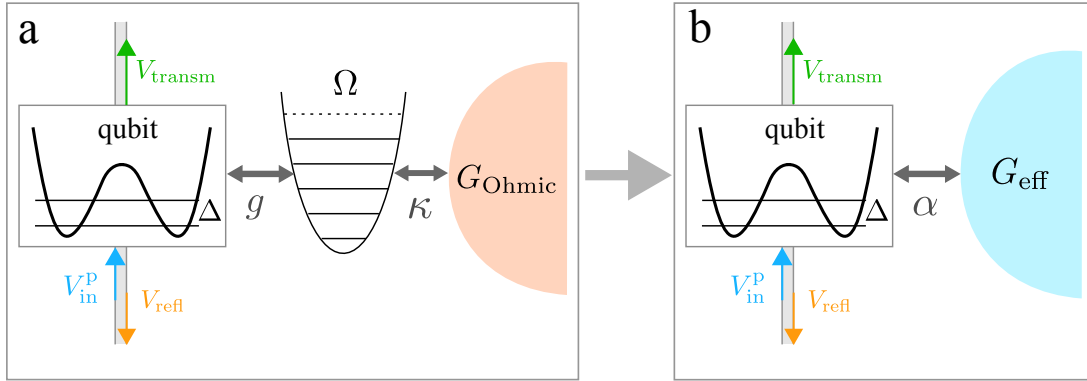 a
V_transm
Ω
qubit
Δ
g
κ
G_Ohmic
V_in^p
V_refl
b
V_transm
qubit
Δ
α
G_eff
V_in^p
V_refl